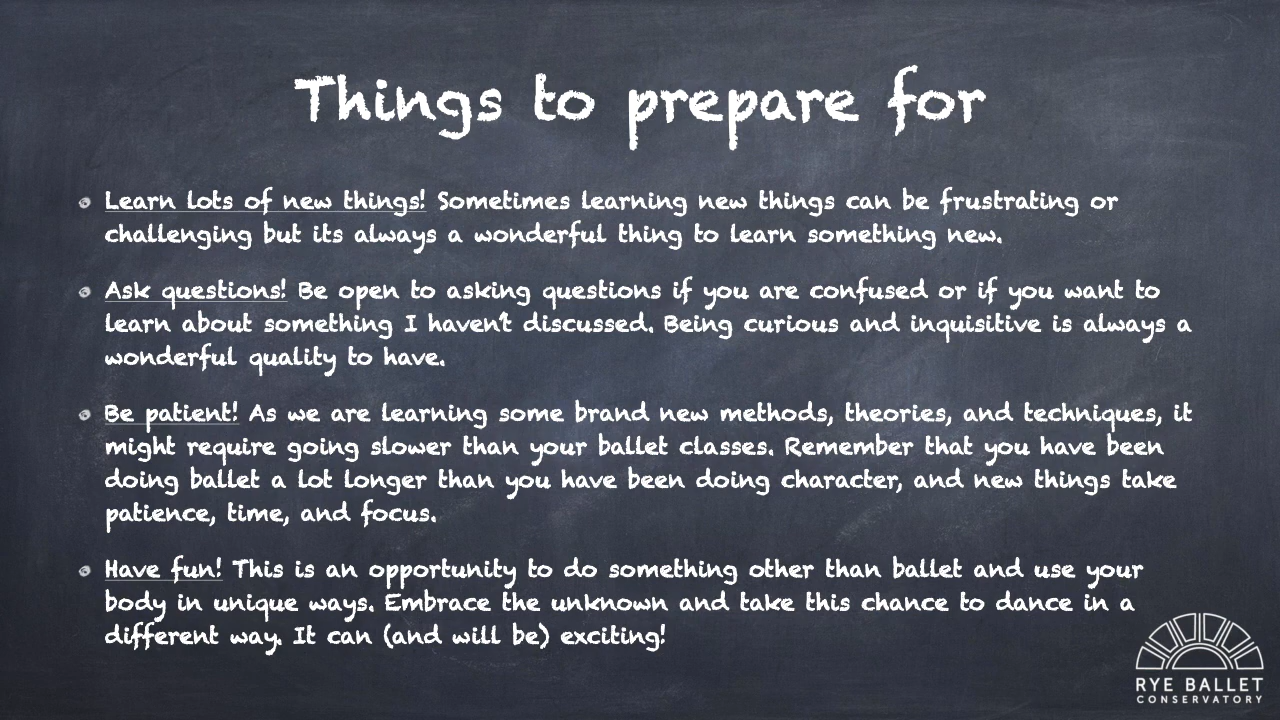 Things to prepare for
Learn lots of new things! Sometimes learning new things can be frustrating or
challenging but its always a wonderful thing to learn something new.
Ask questions! Be open to asking questions if you are confused or if you want to
learn about something I haven't discussed. Being curious and inquisitive is always a
wonderful quality to have.
Be patient! As we are learning some brand new methods, theories, and techniques, it
might require going slower than your ballet classes. Remember that you have been
doing ballet a lot longer than you have been doing character, and new things take
patience, time, and focus.
Have fun! This is an opportunity to do something other than ballet and use your
body in unique ways. Embrace the unknown and take this chance to dance in a
different way. It can (and will be) exciting!
RYE BALLET
CONSERVATORY